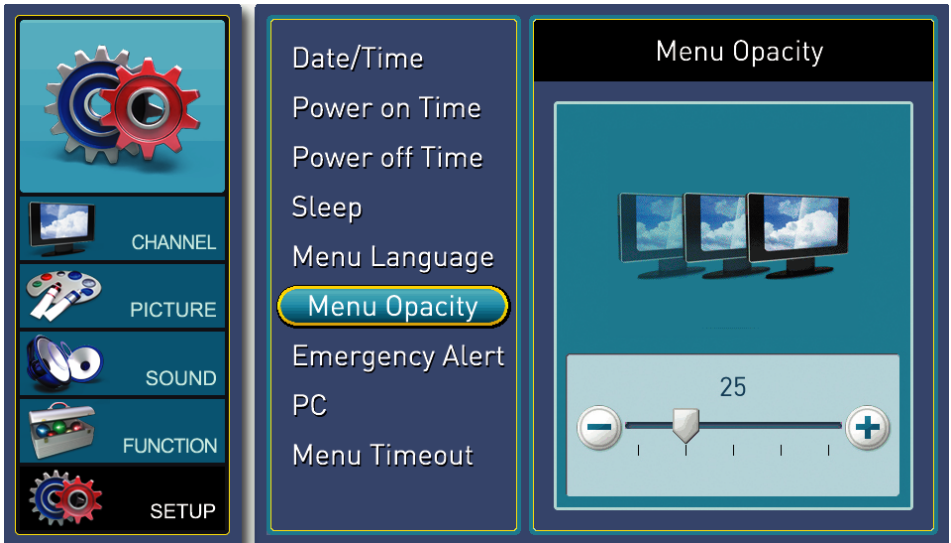 CHANNEL
PICTURE
SOUND
FUNCTION
SETUP
Date/Time
Power on Time
Power off Time
Sleep
Menu Language
Menu Opacity
Emergency Alert
PC
Menu Timeout
Menu Opacity
25